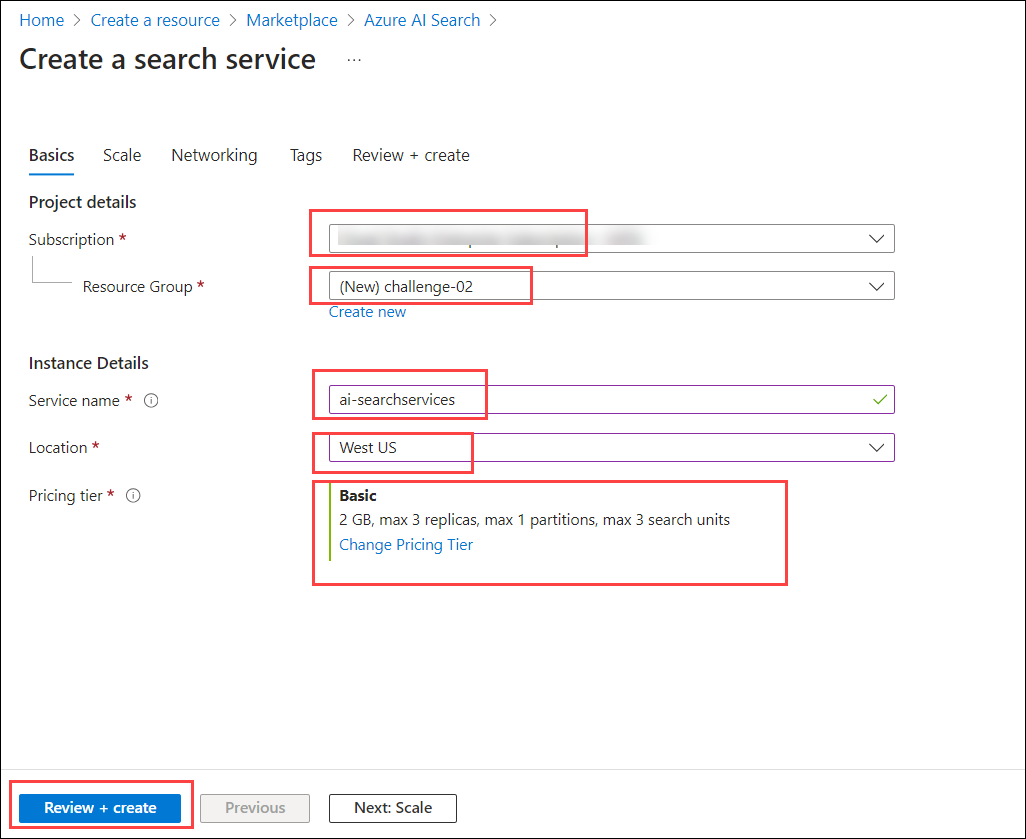 Home > Create a resource > Marketplace > Azure AI Search >
Create a search service ...
Basics Scale Networking Tags Review + create
Project details
Subscription *
Resource Group * (New) challenge-02
Create new
Instance Details
Service name * ai-searchservices
Location * West US
Pricing tier * Basic
2 GB, max 3 replicas, max 1 partitions, max 3 search units
Change Pricing Tier
Review + create Previous Next: Scale